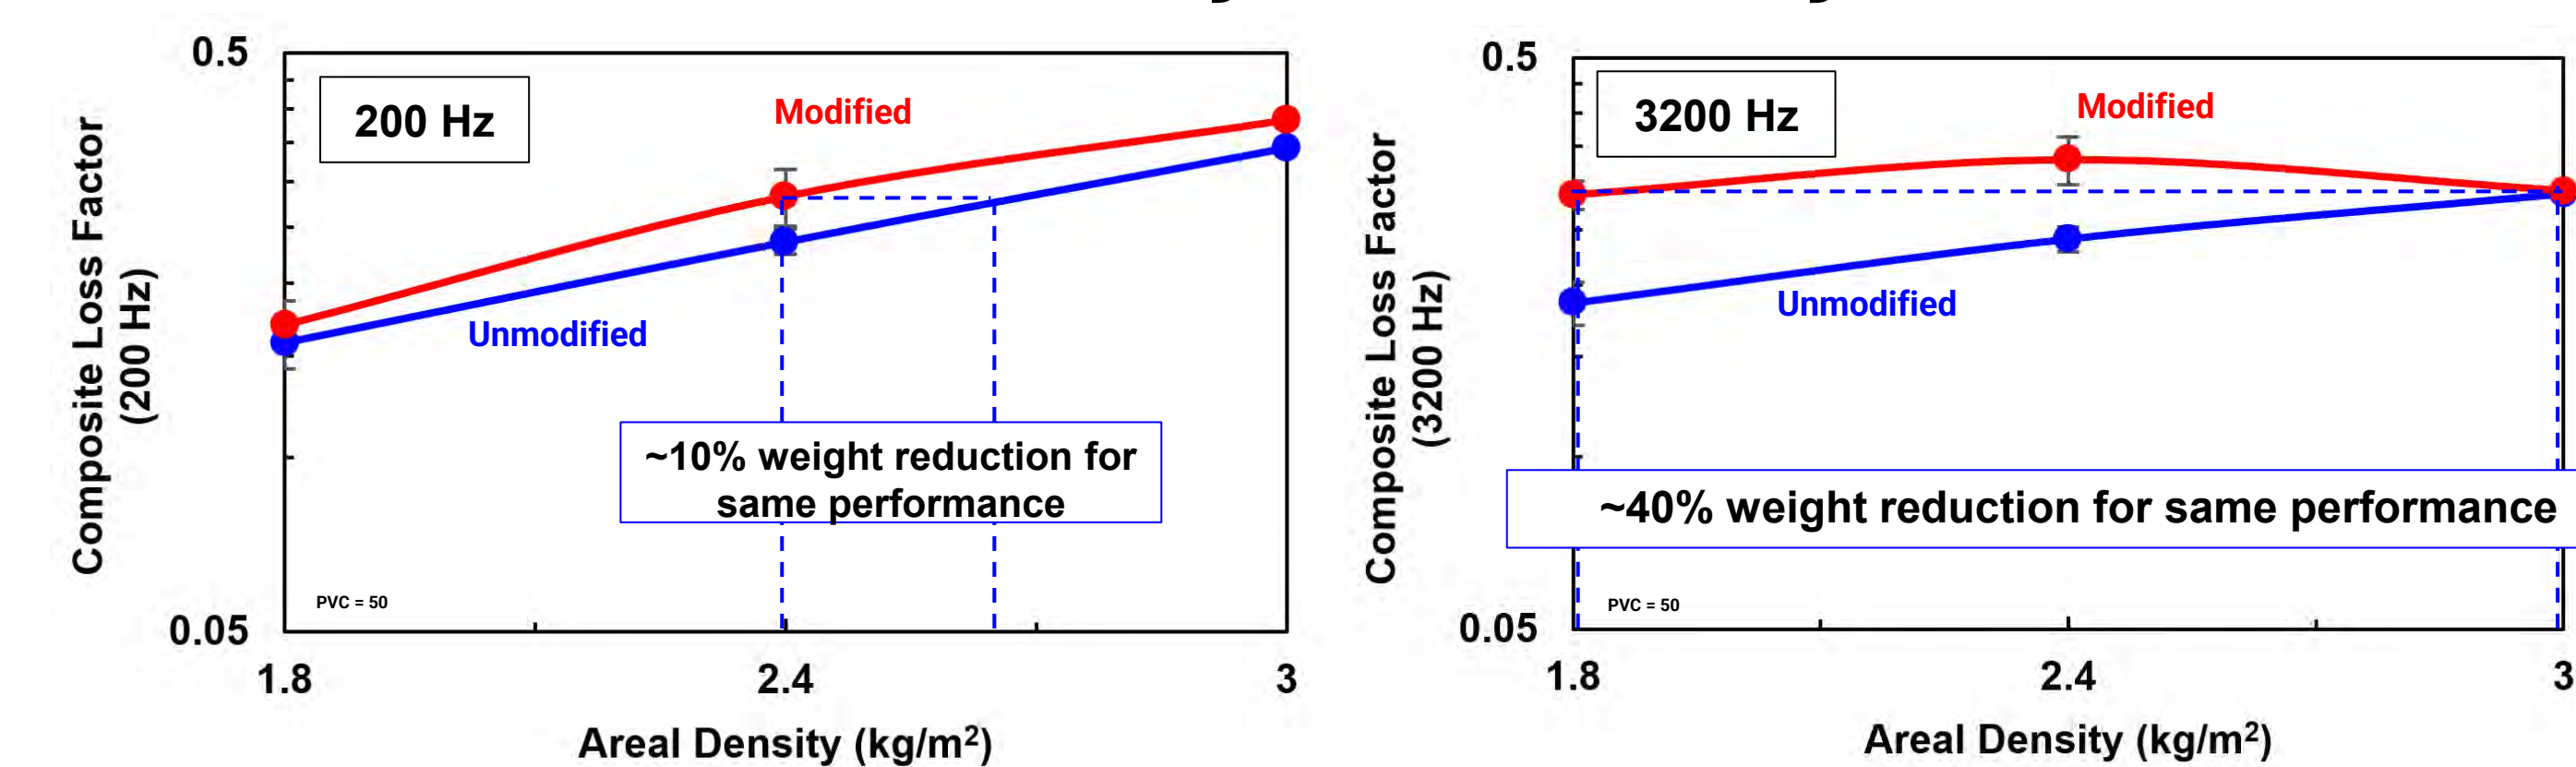 0.5
200 Hz
Modified
Unmodified
~10% weight reduction for
same performance
PVC = 50
0.05
1.8
2.4
3
Areal Density (kg/m²)
Composite Loss Factor
(200 Hz)
0.5
3200 Hz
Modified
Unmodified
~40% weight reduction for same performance
PVC = 50
0.05
1.8
2.4
3
Areal Density (kg/m²)
Composite Loss Factor
(3200 Hz)